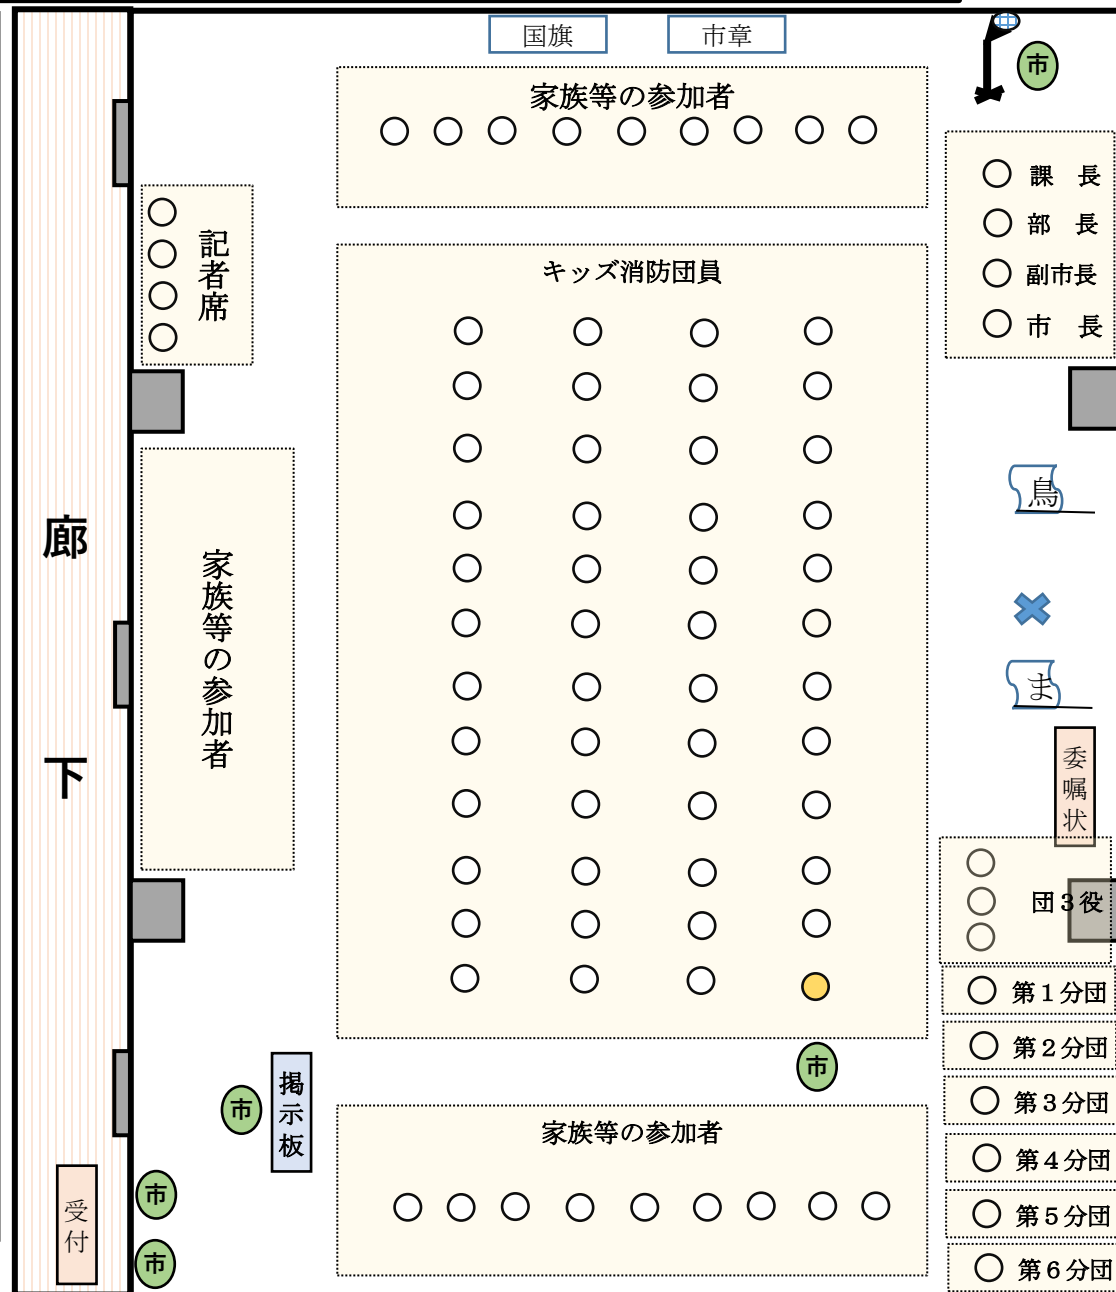 国旗
市章
市
家族等の参加者
課　長
部　長
副市長
市　長
記者席
キッズ消防団員
鳥
ま
廊下
家族等の参加者
委嘱状
団３役
第１分団
第２分団
第３分団
第４分団
第５分団
第６分団
市
掲示板
市
家族等の参加者
受付
市
市